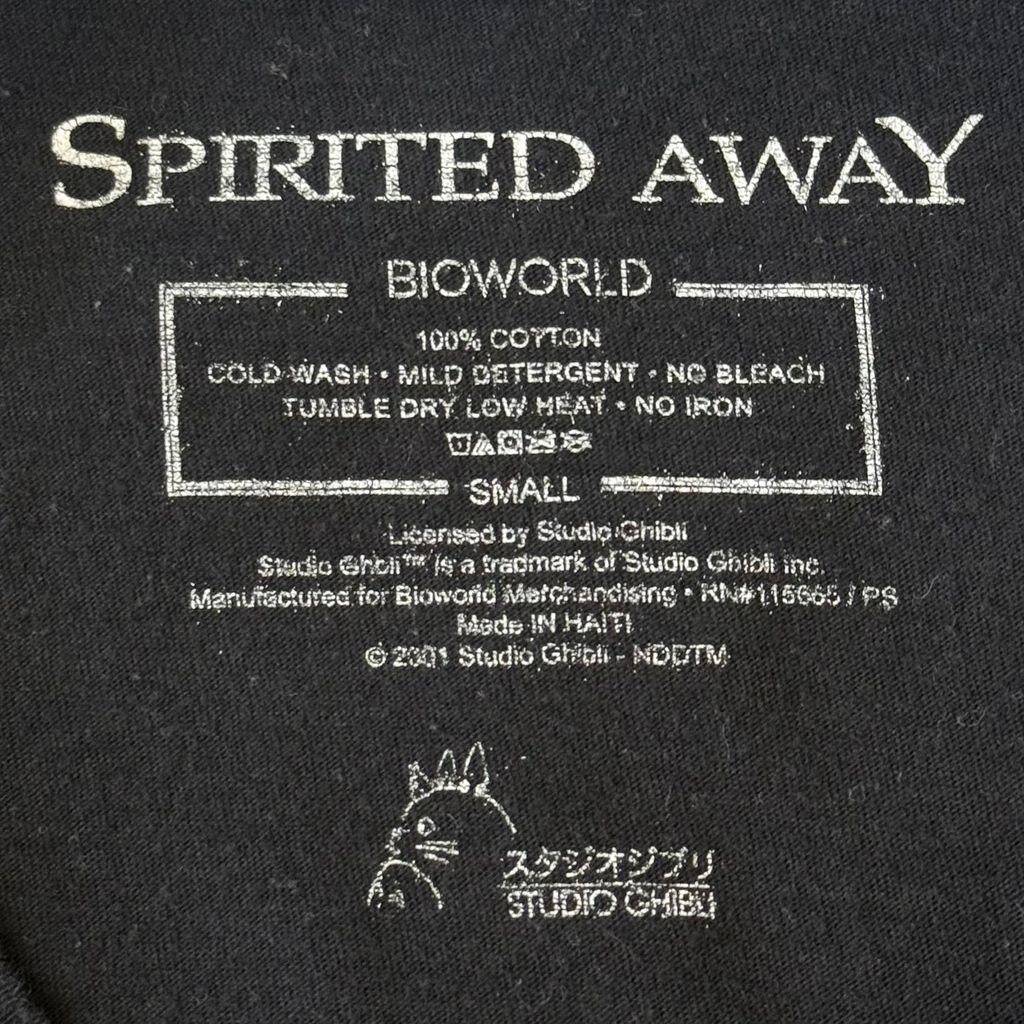 SPIRITED AWAY
BIOWORLD
100% COTTON
COLD WASH • MILD DETERGENT • NO BLEACH
TUMBLE DRY LOW HEAT • NO IRON
SMALL
Licensed by Studio Ghibli
Studio Ghibli™ is a tradmark of Studio Ghibli Inc.
Manufactured for Bioworld Merchandising • RN#115665 / PS
Made IN HAITI
© 2001 Studio Ghibli - NDDTM
スタジオジブリ
STUDIO GHIBLI